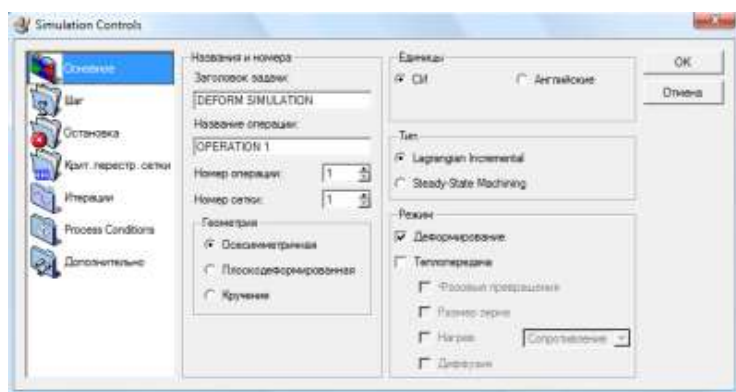 Simulation Controls
Основное
Шаг
Остановка
Крит. перестр. сетки
Итерации
Process Conditions
Дополнительно
Названия и номера
Заголовок задачи:
DEFORM SIMULATION
Название операции:
OPERATION 1
Номер операции: 1
Номер сетки: 1
Геометрия
Осесимметричная
Плоскодеформированная
Кручение
Единицы
СИ
Английские
Тип
Lagrangian Incremental
Steady-State Machining
Режим
Деформирование
Теплопередача
Фазовые превращения
Размер зерна
Нагрев Сопротивление
Диффузия
OK
Отмена